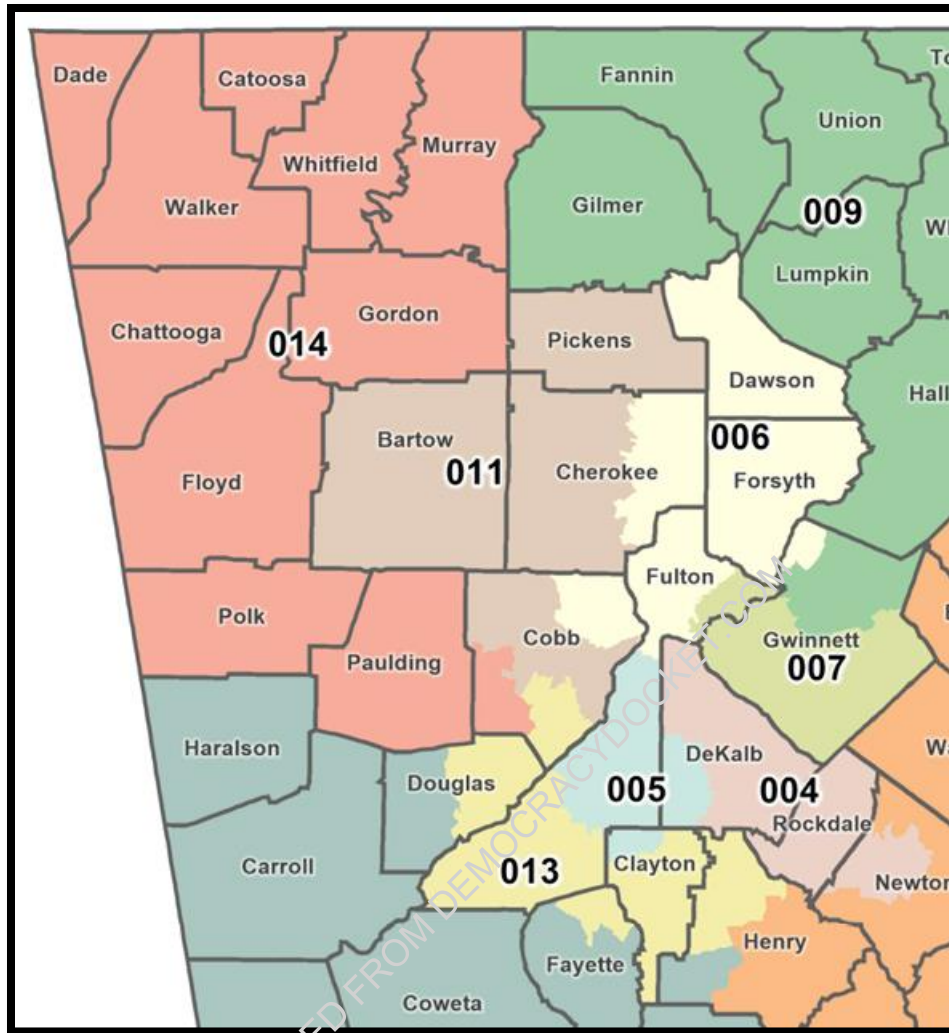 Dade
Catoosa
Fannin
Union
Whitfield
Murray
Walker
Gilmer
009
Lumpkin
Chattooga
014
Gordon
Pickens
Dawson
Hall
Bartow
011
Cherokee
006
Forsyth
Floyd
Fulton
Polk
Cobb
Gwinnett
007
Paulding
Haralson
DeKalb
Douglas
005
004
Rockdale
Carroll
013
Clayton
Newton
Henry
Fayette
Coweta
ED FROM DEMOCRACYDOCKET.COM